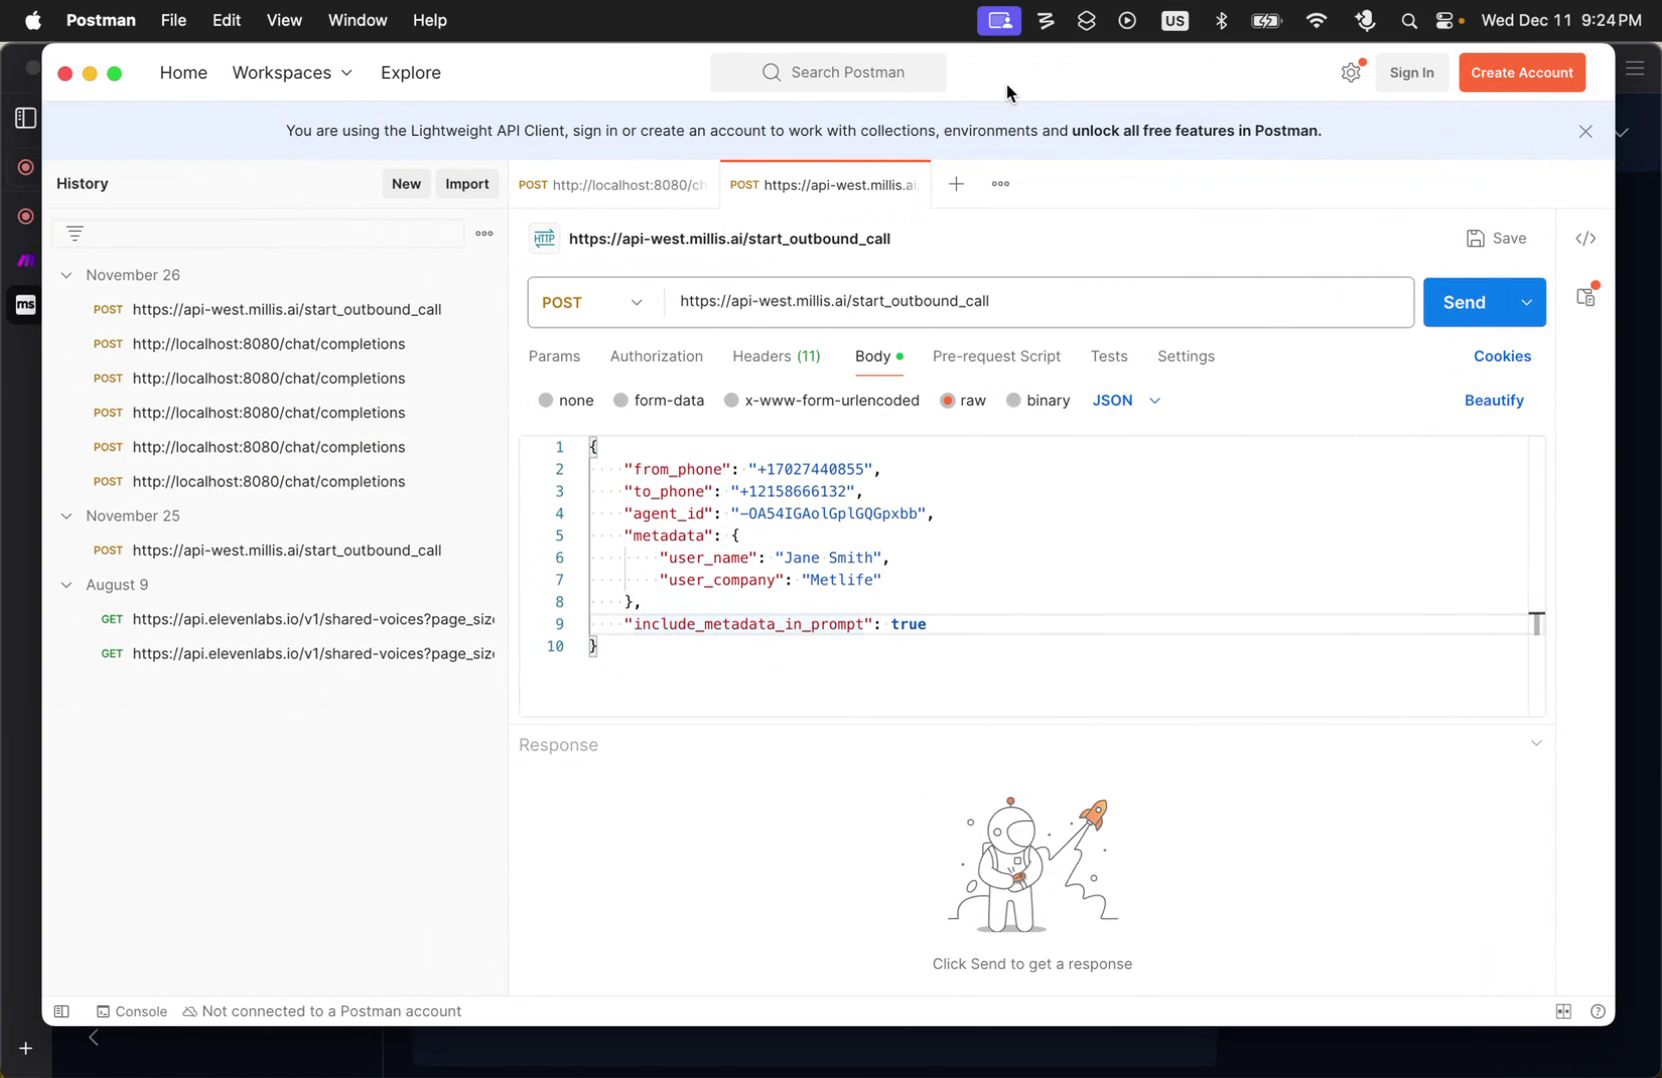 Postman File Edit View Window Help US Wed Dec 11 9:24 PM
Home Workspaces Explore Search Postman Sign In Create Account
You are using the Lightweight API Client, sign in or create an account to work with collections, environments and unlock all free features in Postman.
History New Import POST http://localhost:8080/ch POST https://api-west.millis.ai/
HTTP https://api-west.millis.ai/start_outbound_call Save
November 26
POST https://api-west.millis.ai/start_outbound_call
POST http://localhost:8080/chat/completions
POST http://localhost:8080/chat/completions
POST http://localhost:8080/chat/completions
POST http://localhost:8080/chat/completions
POST http://localhost:8080/chat/completions
November 25
POST https://api-west.millis.ai/start_outbound_call
August 9
GET https://api.elevenlabs.io/v1/shared-voices?page_size
GET https://api.elevenlabs.io/v1/shared-voices?page_size
ms
POST https://api-west.millis.ai/start_outbound_call Send
Params Authorization Headers (11) Body Pre-request Script Tests Settings Cookies
none form-data x-www-form-urlencoded raw binary JSON Beautify
1 {
2 "from_phone": "+17027440855",
3 "to_phone": "+12158666132",
4 "agent_id": "-OA54IGAolGplGQGpxbb",
5 "metadata": {
6 "user_name": "Jane Smith",
7 "user_company": "Metlife"
8 },
9 "include_metadata_in_prompt": true
10 }
Response
Click Send to get a response
Console Not connected to a Postman account